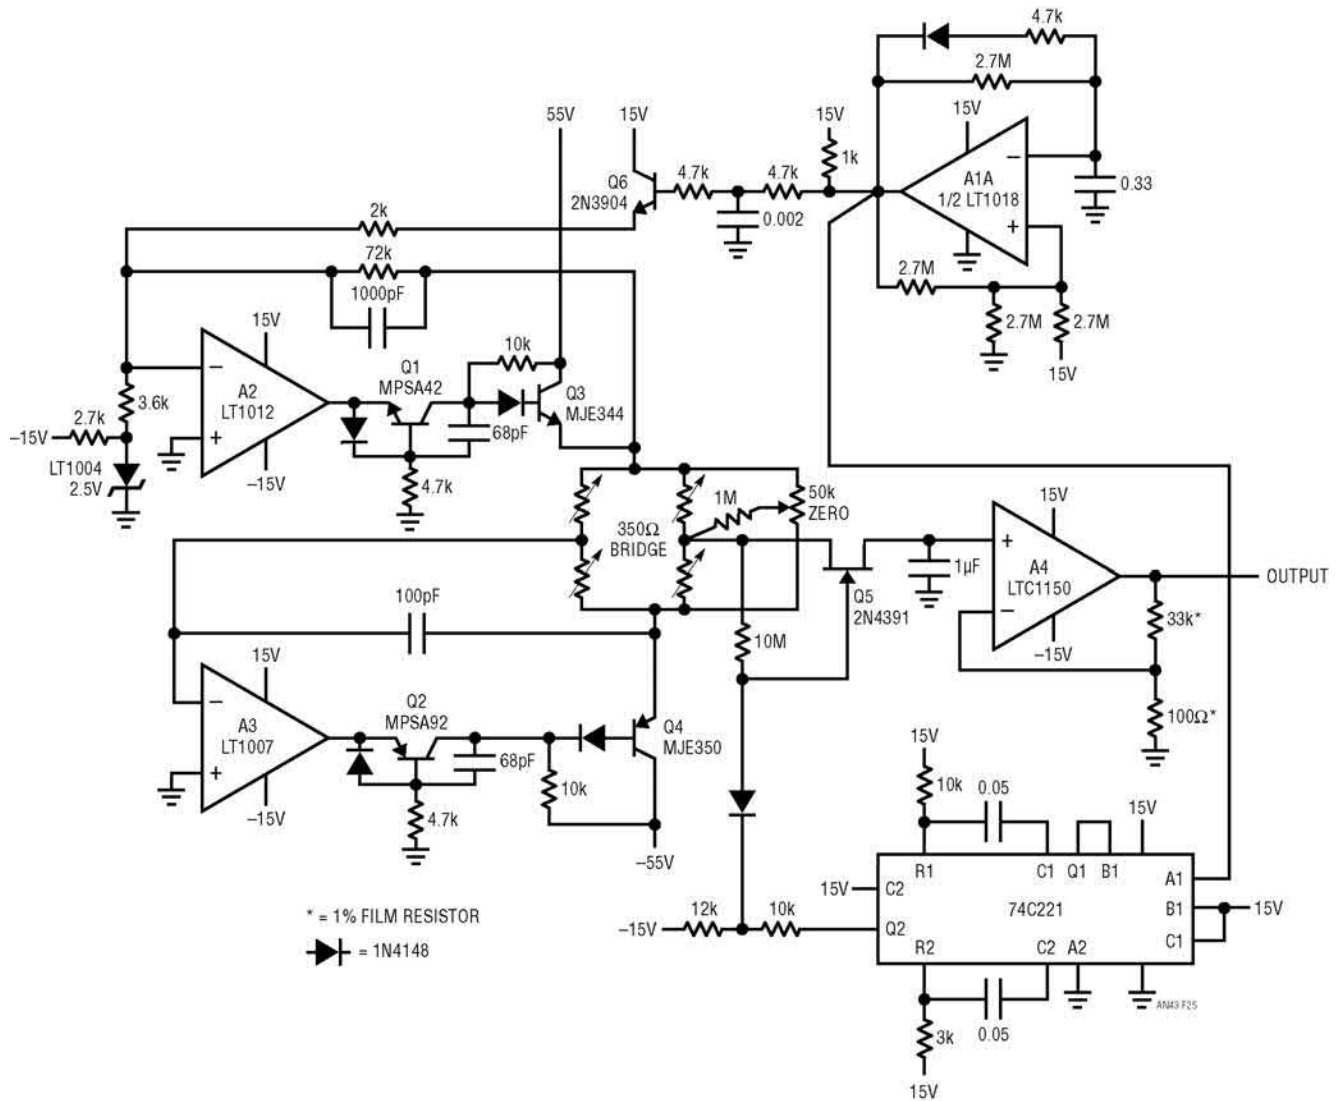 4.7k
2.7M
55V
15V
15V
15V
1k
4.7k
4.7k
Q6
2N3904
0.002
A1A
1/2 LT1018
−
+
0.33
2k
72k
1000pF
2.7M
2.7M
2.7M
15V
15V
10k
Q1
MPSA42
Q3
MJE344
−
A2
LT1012
+
3.6k
2.7k
–15V
LT1004
2.5V
–15V
68pF
4.7k
1M
50k
ZERO
350Ω
BRIDGE
15V
+
A4
LTC1150
−
–15V
1µF
OUTPUT
Q5
2N4391
33k*
100Ω*
100pF
10M
15V
−
A3
LT1007
+
–15V
Q2
MPSA92
Q4
MJE350
68pF
10k
4.7k
–55V
15V
10k
0.05
15V
R1
C1
Q1
B1
A1
15V
C2
74C221
B1
15V
C1
–15V
12k
10k
Q2
R2
C2
A2
0.05
3k
15V
AN43 F25
* = 1% FILM RESISTOR
= 1N4148